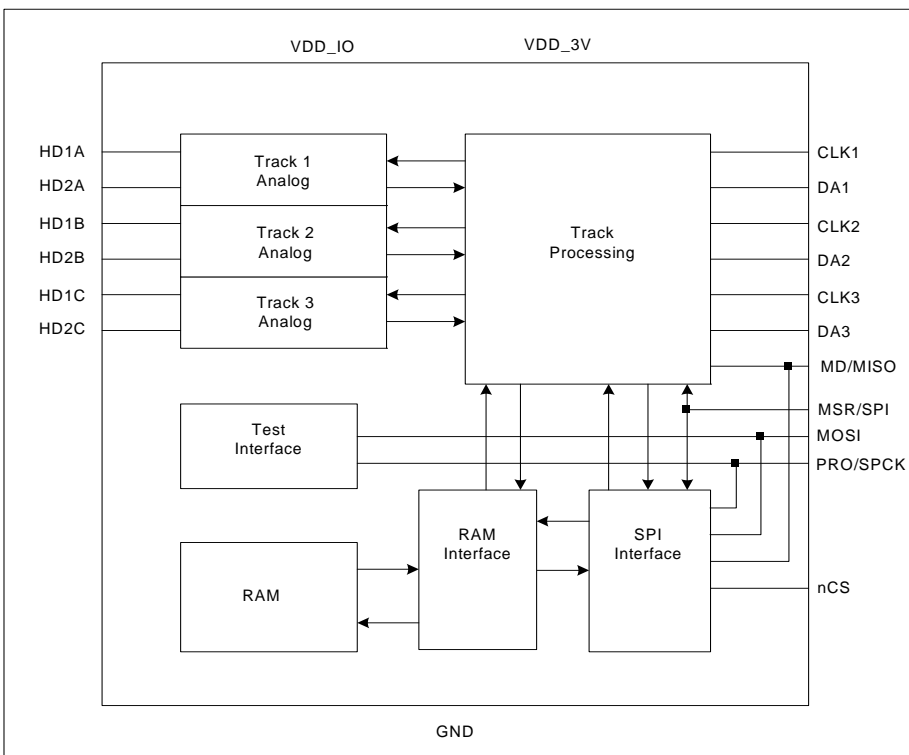 VDD_IO
VDD_3V
HD1A
HD2A
HD1B
HD2B
HD1C
HD2C
Track 1
Analog
Track 2
Analog
Track 3
Analog
Track
Processing
CLK1
DA1
CLK2
DA2
CLK3
DA3
MD/MISO
MSR/SPI
MOSI
PRO/SPCK
nCS
Test
Interface
RAM
RAM
Interface
SPI
Interface
GND